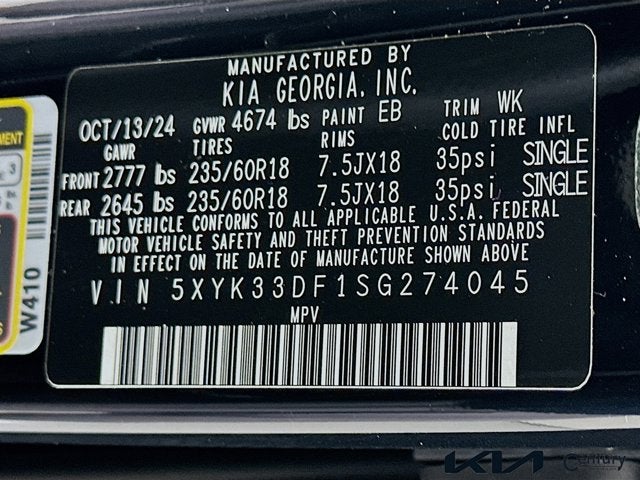 MANUFACTURED BY
KIA GEORGIA, INC.
OCT/13/24 GVWR 4674 lbs PAINT EB TRIM WK
GAWR TIRES RIMS COLD TIRE INFL
FRONT 2777 lbs 235/60R18 7.5JX18 35psi SINGLE
REAR 2645 lbs 235/60R18 7.5JX18 35psi SINGLE
THIS VEHICLE CONFORMS TO ALL APPLICABLE U.S.A. FEDERAL
MOTOR VEHICLE SAFETY AND THEFT PREVENTION STANDARDS
IN EFFECT ON THE DATE OF MANUFACTURE SHOWN ABOVE
VIN 5XYK33DF1SG274045
MPV
W410
3
KIA Century